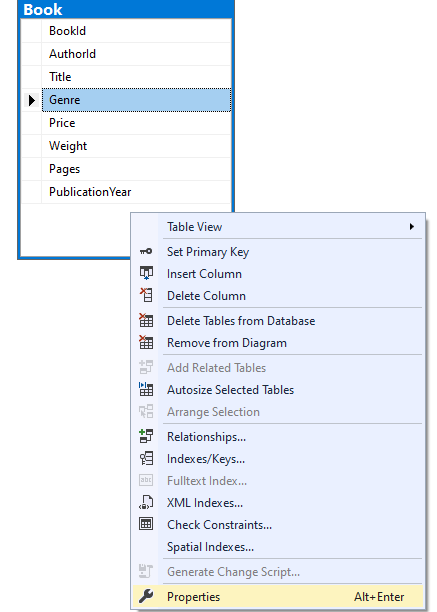 Book
BookId
AuthorId
Title
Genre
Price
Weight
Pages
PublicationYear
Table View
Set Primary Key
Insert Column
Delete Column
Delete Tables from Database
Remove from Diagram
Add Related Tables
Autosize Selected Tables
Arrange Selection
Relationships...
Indexes/Keys...
Fulltext Index...
XML Indexes...
Check Constraints...
Spatial Indexes...
Generate Change Script...
Properties Alt+Enter